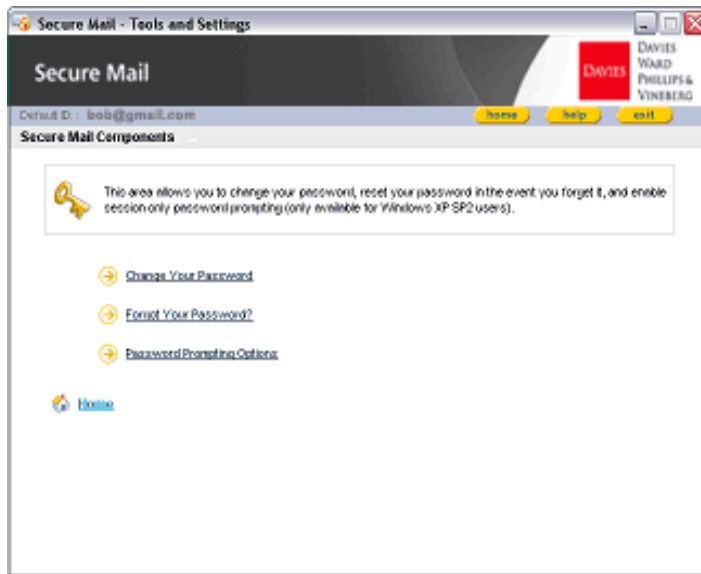 Secure Mail - Tools and Settings
Secure Mail
DAVIES
DAVIES
WARD
PHILLIPS &
VINEBERG
Default ID: bob@gmail.com
home help exit
Secure Mail Components
This area allows you to change your password, reset your password in the event you forget it, and enable
session only password prompting (only available for Windows XP SP2 users).
Change Your Password
Forgot Your Password?
Password Prompting Options
Home